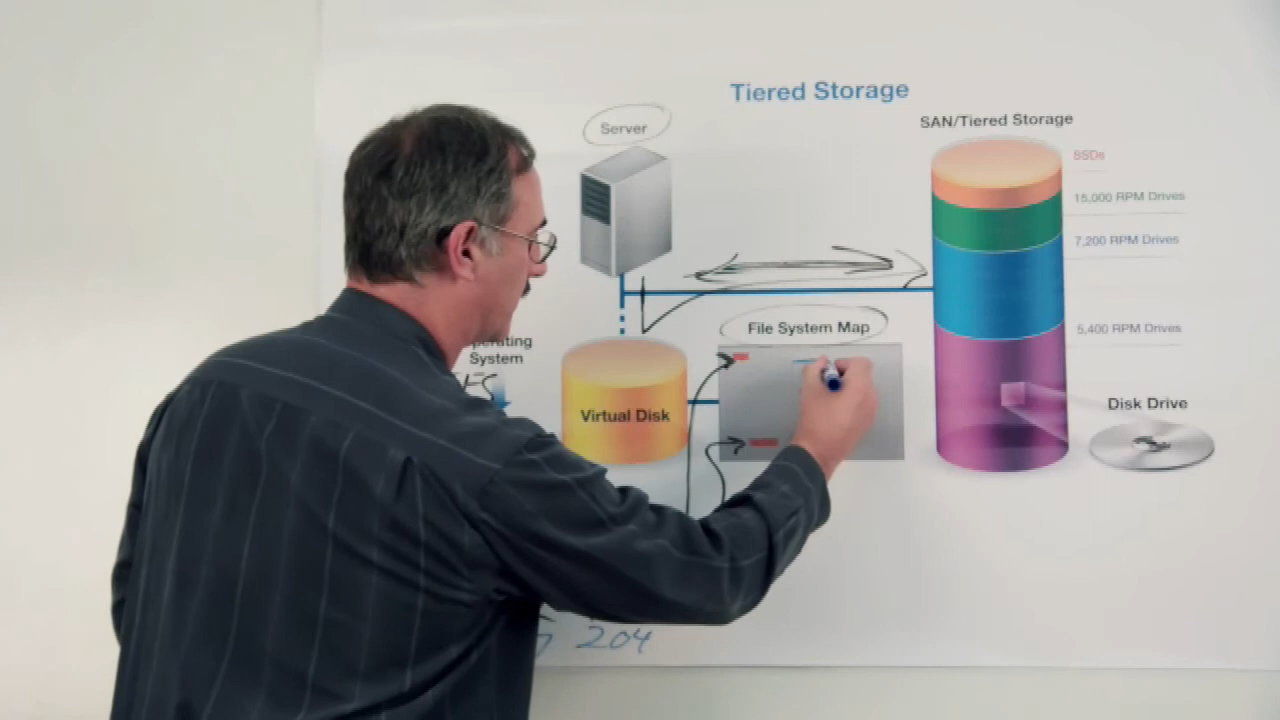 Tiered Storage
Server
SAN/Tiered Storage
SSDs
15,000 RPM Drives
7,200 RPM Drives
File System Map
5,400 RPM Drives
System
Virtual Disk
Disk Drive
204